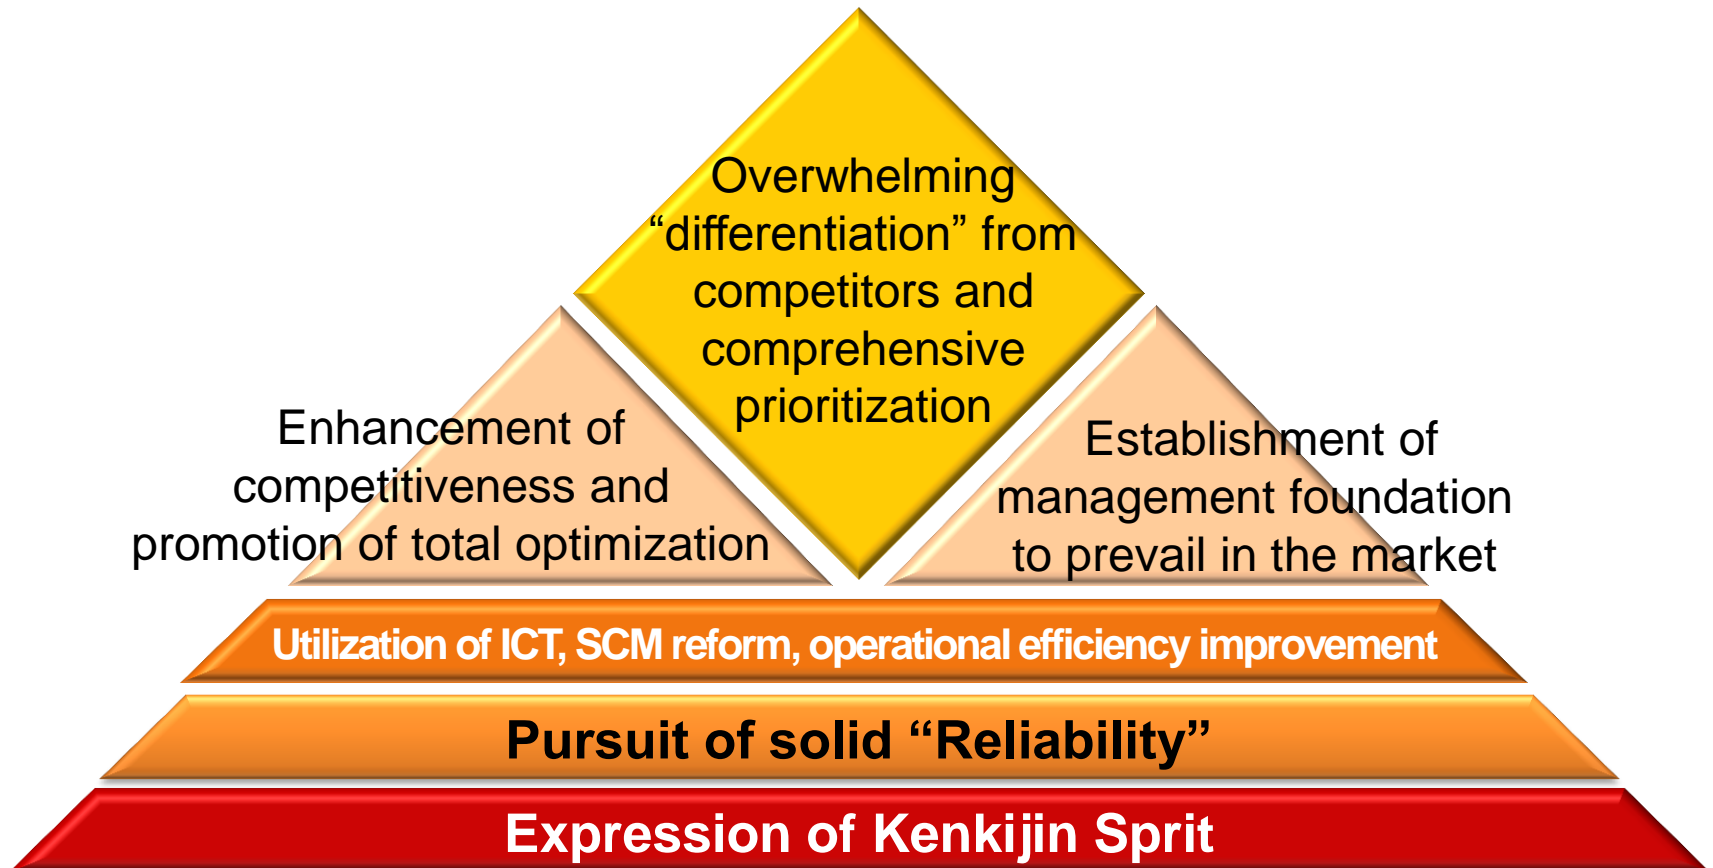 Overwhelming
“differentiation” from
competitors and
comprehensive
prioritization
Enhancement of
competitiveness and
promotion of total optimization
Establishment of
management foundation
to prevail in the market
Utilization of ICT, SCM reform, operational efficiency improvement
Pursuit of solid “Reliability”
Expression of Kenkijin Sprit